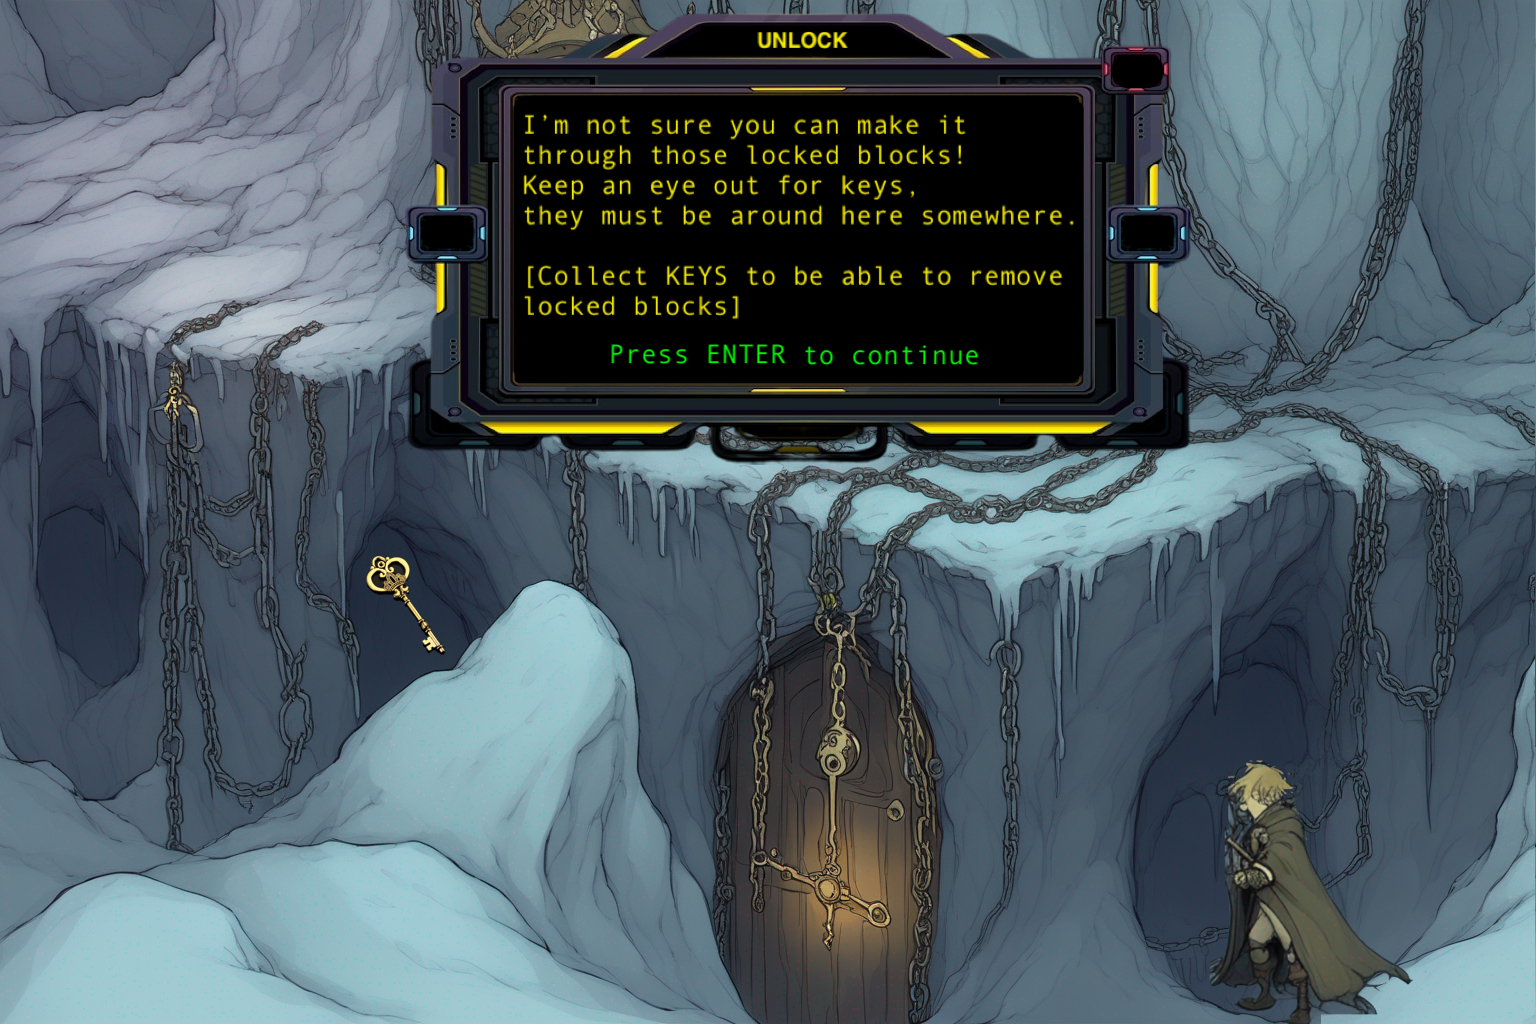 UNLOCK
I'm not sure you can make it
through those locked blocks!
Keep an eye out for keys,
they must be around here somewhere.
[Collect KEYS to be able to remove
locked blocks]
Press ENTER to continue